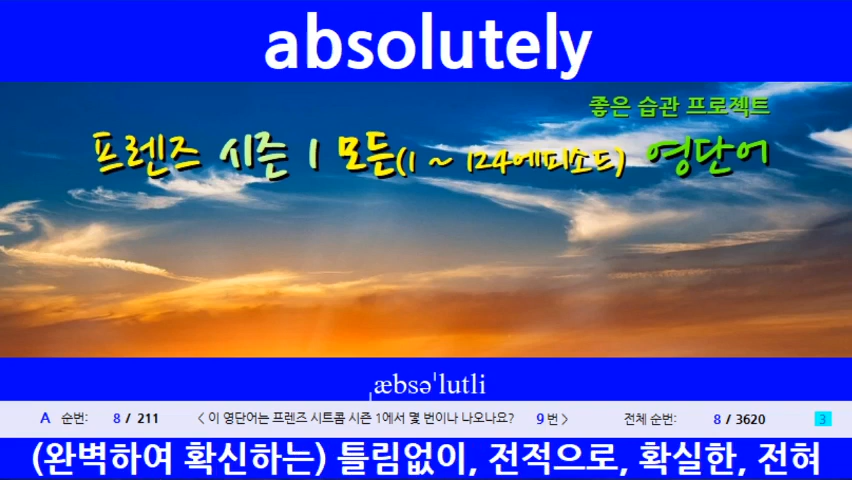 absolutely
좋은 습관 프로젝트
프렌즈 시즌 1 모든(1 ~ 124에피소드) 영단어
ˌæbsəˈlutli
A 순번: 8 / 211 < 이 영단어는 프렌즈 시트콤 시즌 1에서 몇 번이나 나오나요? 9 번 > 전체 순번: 8 / 3620 3
(완벽하여 확신하는) 틀림없이, 전적으로, 확실한, 전혀